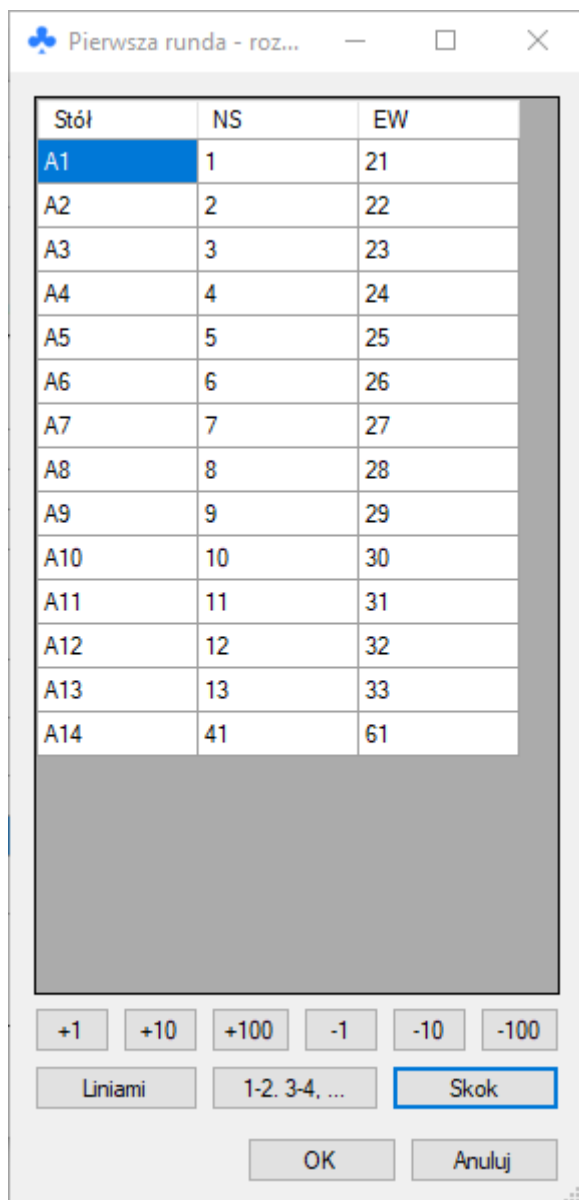 Pierwsza runda - roz...
Stół NS EW
A1 1 21
A2 2 22
A3 3 23
A4 4 24
A5 5 25
A6 6 26
A7 7 27
A8 8 28
A9 9 29
A10 10 30
A11 11 31
A12 12 32
A13 13 33
A14 41 61
+1 +10 +100 -1 -10 -100
Liniami 1-2. 3-4, ... Skok
OK Anuluj